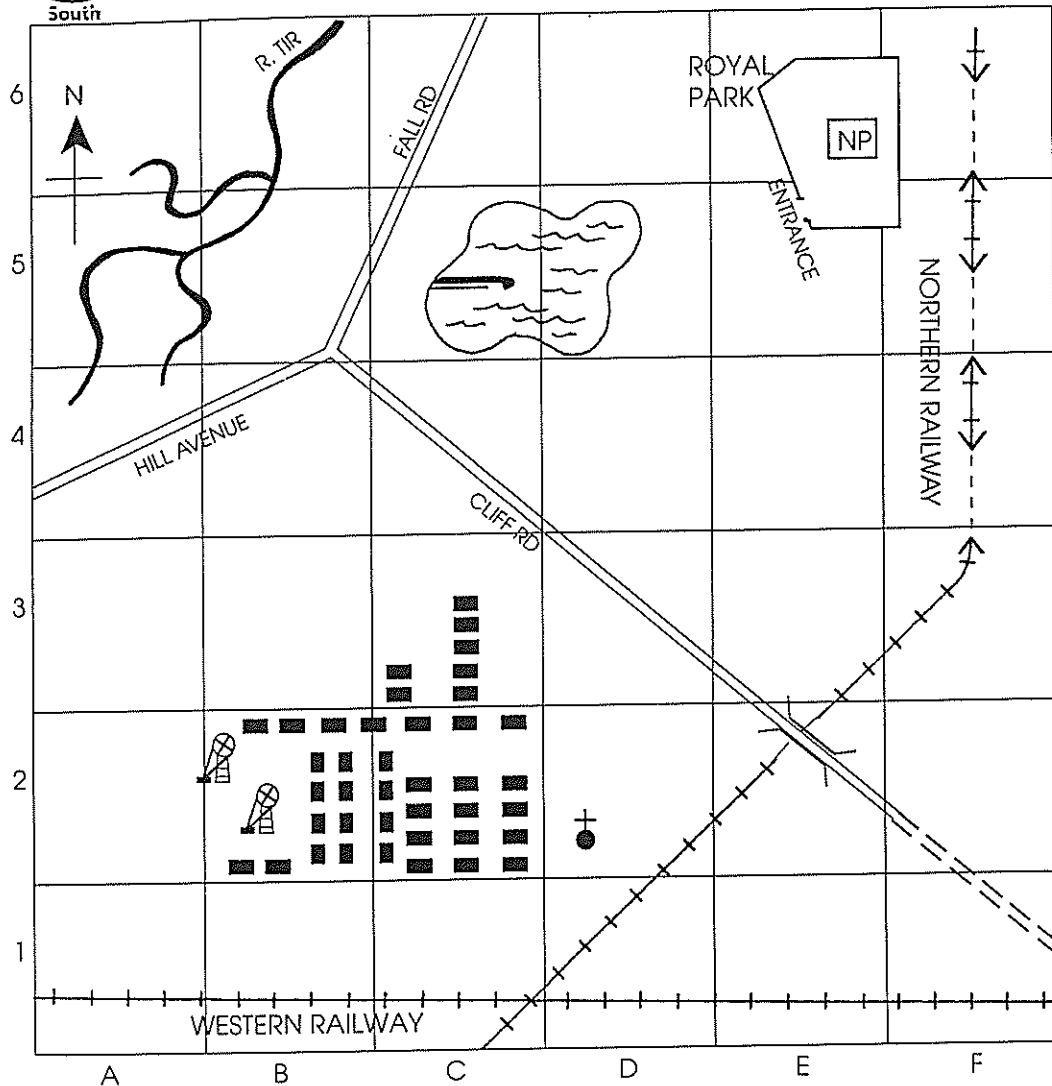 South
R. TIR
FALL RD
ROYAL
PARK
NP
6
N
ENTRANCE
5
NORTHERN RAILWAY
4
HILL AVENUE
CLIFF RD
3
2
1
WESTERN RAILWAY
A B C D E F